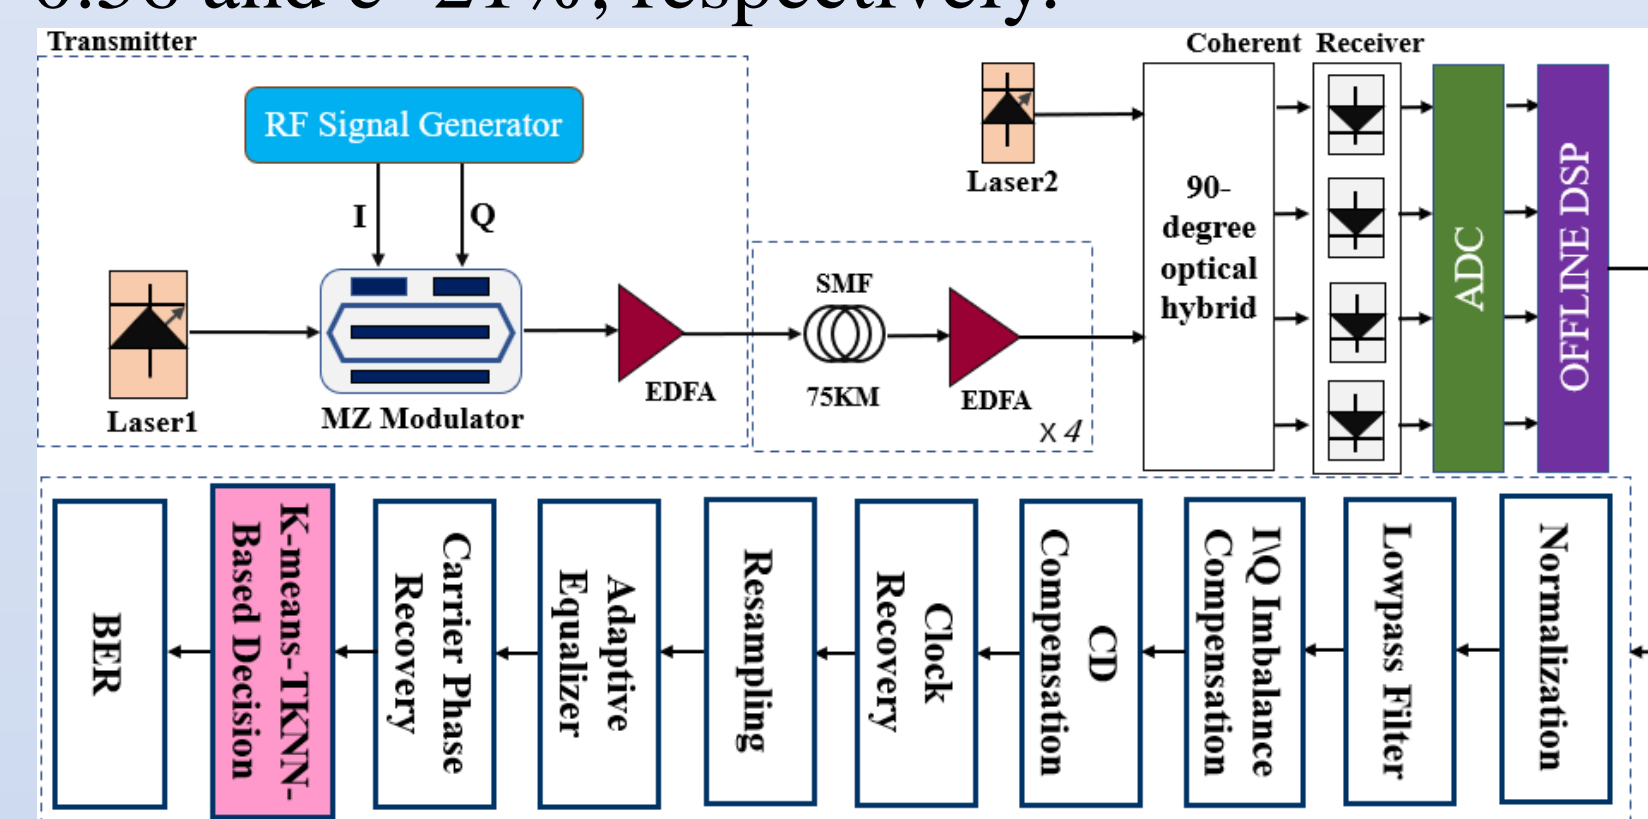 Transmitter
Coherent Receiver
RF Signal Generator
I
Q
Laser1
MZ Modulator
EDFA
SMF
75KM
EDFA
X 4
Laser2
90-
degree
optical
hybrid
ADC
OFFLINE DSP
Normalization
Lowpass Filter
I\Q Imbalance
Compensation
CD
Compensation
Clock
Recovery
Resampling
Adaptive
Equalizer
Carrier Phase
Recovery
K-means-TKNN-
Based Decision
BER